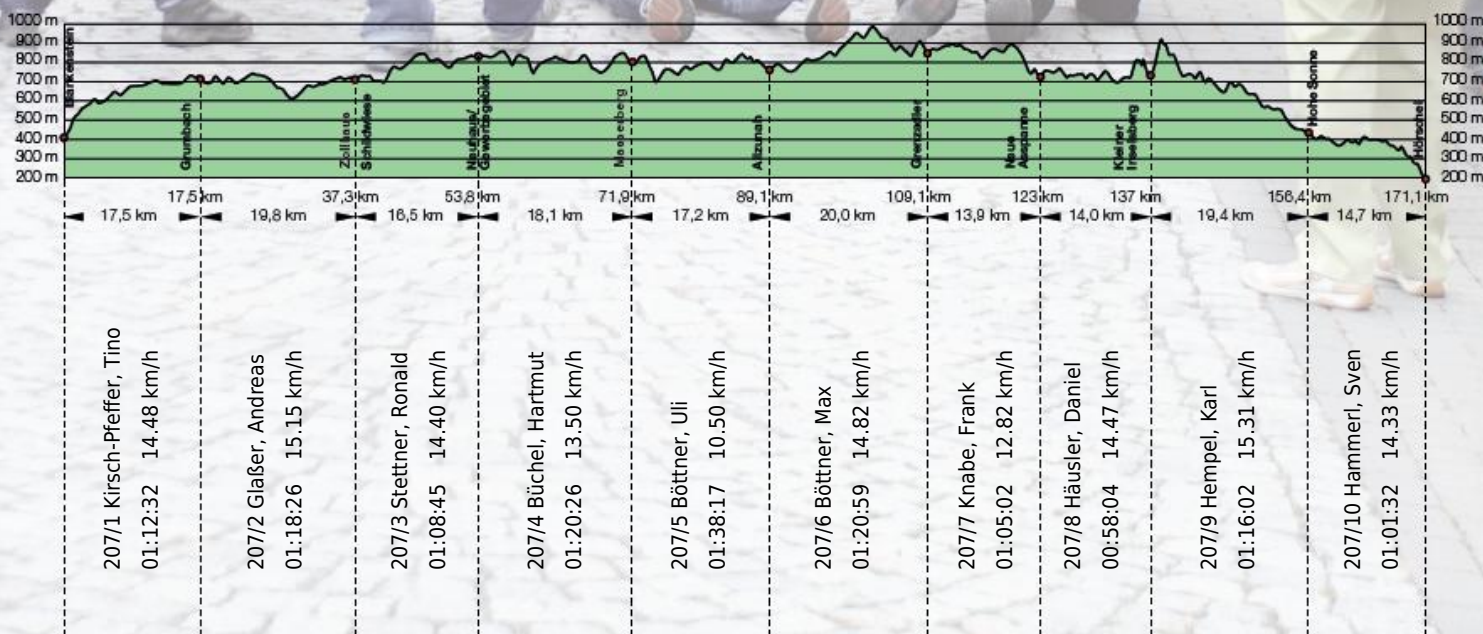 1000 m
900 m
800 m
700 m
600 m
500 m
400 m
300 m
200 m
1000 m
900 m
800 m
700 m
600 m
500 m
400 m
300 m
200 m
Blankenstein
Grumbach
Zollhaus
Schildwiese
Neuhaus/
Gewerbegebiet
Masserberg
Allzunah
Grenzadler
Neue
Ausspanne
Kleiner
Inselsberg
Hohe Sonne
Hörschel
17,5 km
37,3 km
53,8 km
71,9 km
89,1 km
109,1 km
123 km
137 km
156,4 km
171,1 km
17,5 km
19,8 km
16,5 km
18,1 km
17,2 km
20,0 km
13,9 km
14,0 km
19,4 km
14,7 km
207/1 Kirsch-Pfeffer, Tino
01:12:32 14.48 km/h
207/2 Glaßer, Andreas
01:18:26 15.15 km/h
207/3 Stettner, Ronald
01:08:45 14.40 km/h
207/4 Büchel, Hartmut
01:20:26 13.50 km/h
207/5 Böttner, Uli
01:38:17 10.50 km/h
207/6 Böttner, Max
01:20:59 14.82 km/h
207/7 Knabe, Frank
01:05:02 12.82 km/h
207/8 Häusler, Daniel
00:58:04 14.47 km/h
207/9 Hempel, Karl
01:16:02 15.31 km/h
207/10 Hammerl, Sven
01:01:32 14.33 km/h